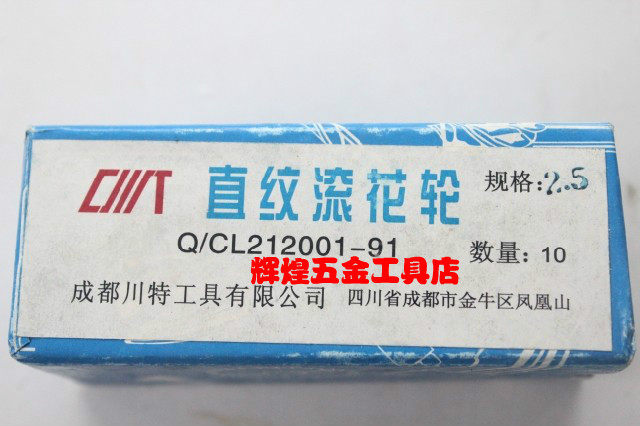 CMT 直纹滚花轮 规格:2.5
Q/CL212001-91 数量:10
辉煌五金工具店
成都川特工具有限公司 四川省成都市金牛区凤凰山